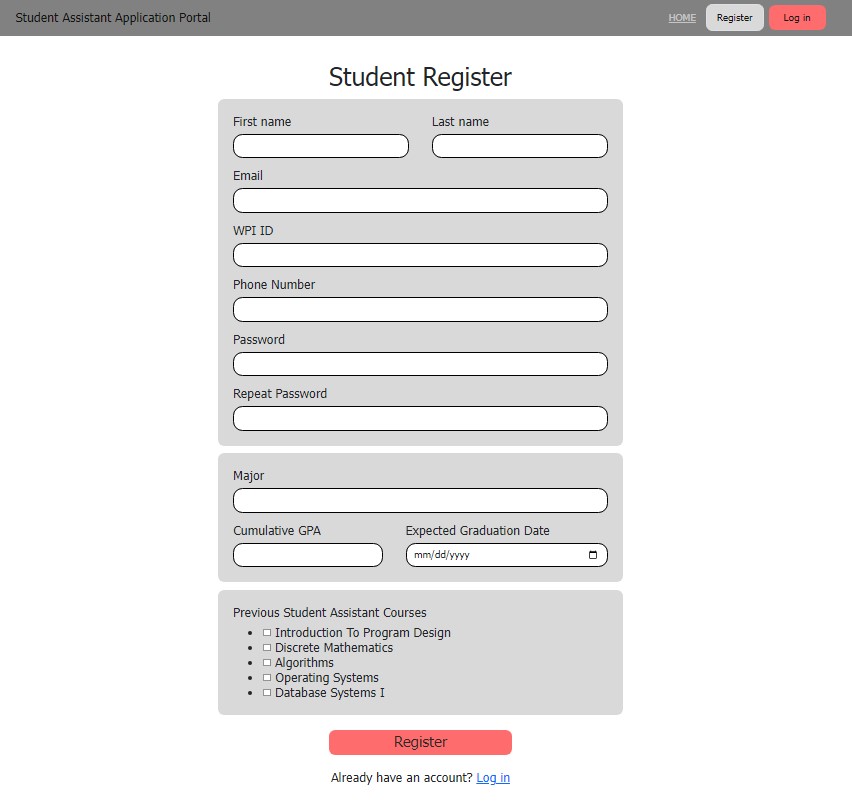 Student Assistant Application Portal HOME Register Log in
Student Register
First name Last name
Email
WPI ID
Phone Number
Password
Repeat Password
Major
Cumulative GPA Expected Graduation Date
mm/dd/yyyy
Previous Student Assistant Courses
Introduction To Program Design
Discrete Mathematics
Algorithms
Operating Systems
Database Systems I
Register
Already have an account? Log in